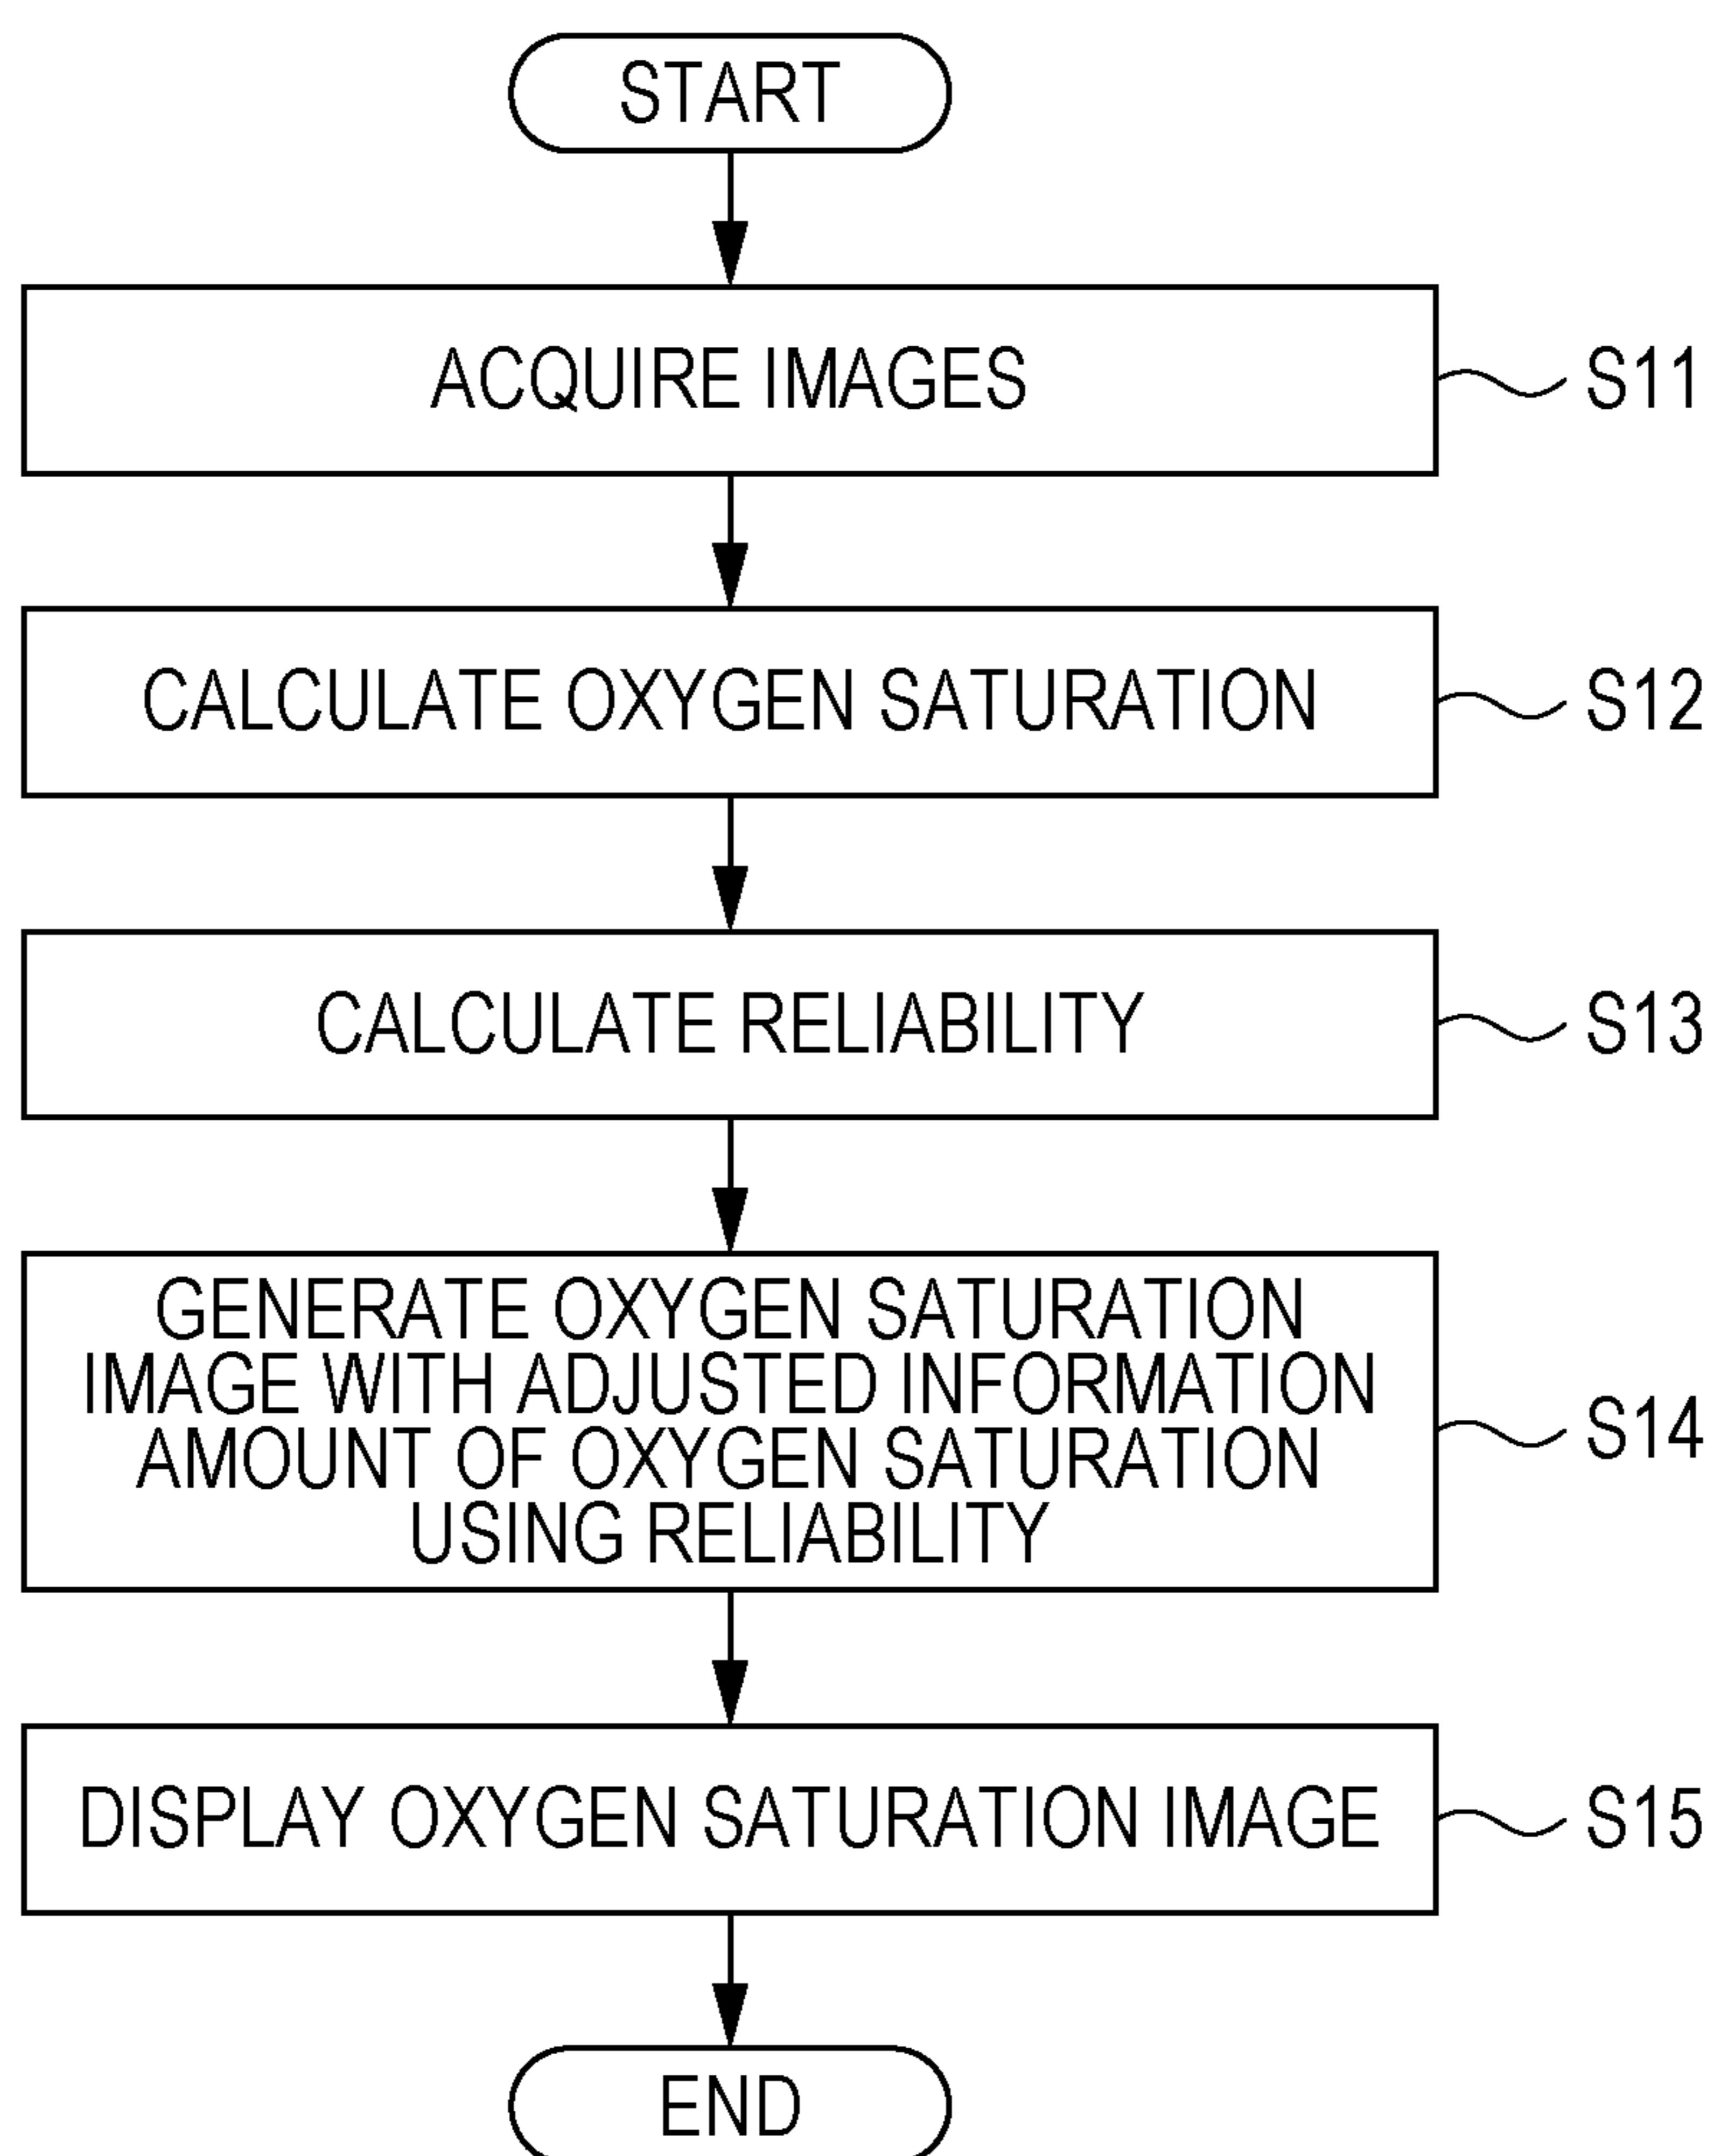 START
ACQUIRE IMAGES
S11
CALCULATE OXYGEN SATURATION
S12
CALCULATE RELIABILITY
S13
GENERATE OXYGEN SATURATION
IMAGE WITH ADJUSTED INFORMATION
AMOUNT OF OXYGEN SATURATION
USING RELIABILITY
S14
DISPLAY OXYGEN SATURATION IMAGE
S15
END